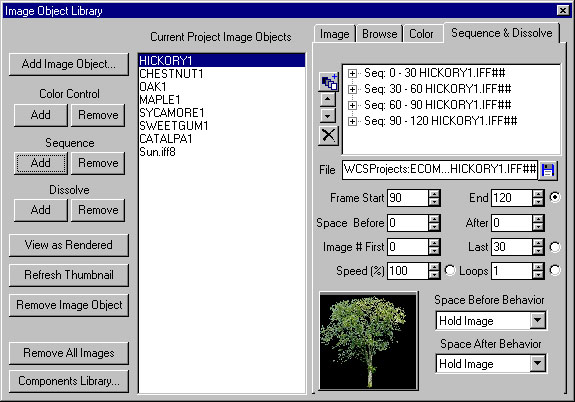 Image Object Library
Current Project Image Objects
Image
Browse
Color
Sequence & Dissolve
Add Image Object...
Color Control
Add
Remove
Sequence
Add
Remove
Dissolve
Add
Remove
View as Rendered
Refresh Thumbnail
Remove Image Object
Remove All Images
Components Library...
HICKORY1
CHESTNUT1
OAK1
MAPLE1
SYCAMORE1
SWEETGUM1
CATALPA1
Sun.iff8
Seq: 0 - 30 HICKORY1.IFF##
Seq: 30 - 60 HICKORY1.IFF##
Seq: 60 - 90 HICKORY1.IFF##
Seq: 90 - 120 HICKORY1.IFF##
File WCSProjects:ECOM...HICKORY1.IFF##
Frame Start 90 End 120
Space Before 0 After 0
Image # First 0 Last 30
Speed (%) 100 Loops 1
Space Before Behavior
Hold Image
Space After Behavior
Hold Image